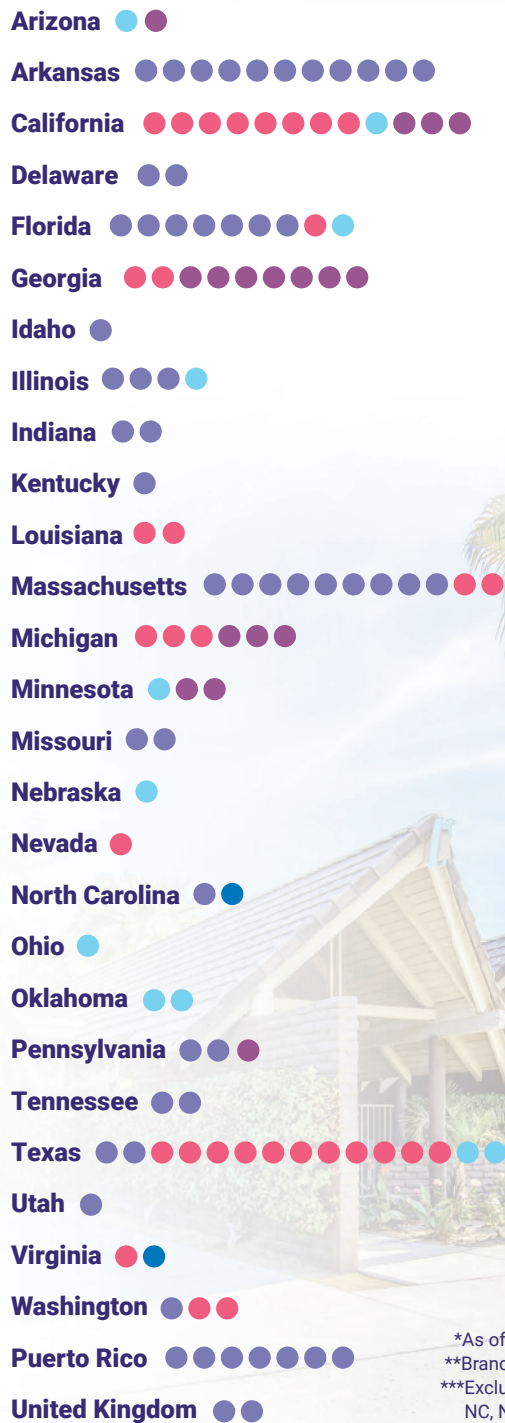 Arizona
Arkansas
California
Delaware
Florida
Georgia
Idaho
Illinois
Indiana
Kentucky
Louisiana
Massachusetts
Michigan
Minnesota
Missouri
Nebraska
Nevada
North Carolina
Ohio
Oklahoma
Pennsylvania
Tennessee
Texas
Utah
Virginia
Washington
Puerto Rico
United Kingdom
*As of
**Branc
***Exclu
NC, N